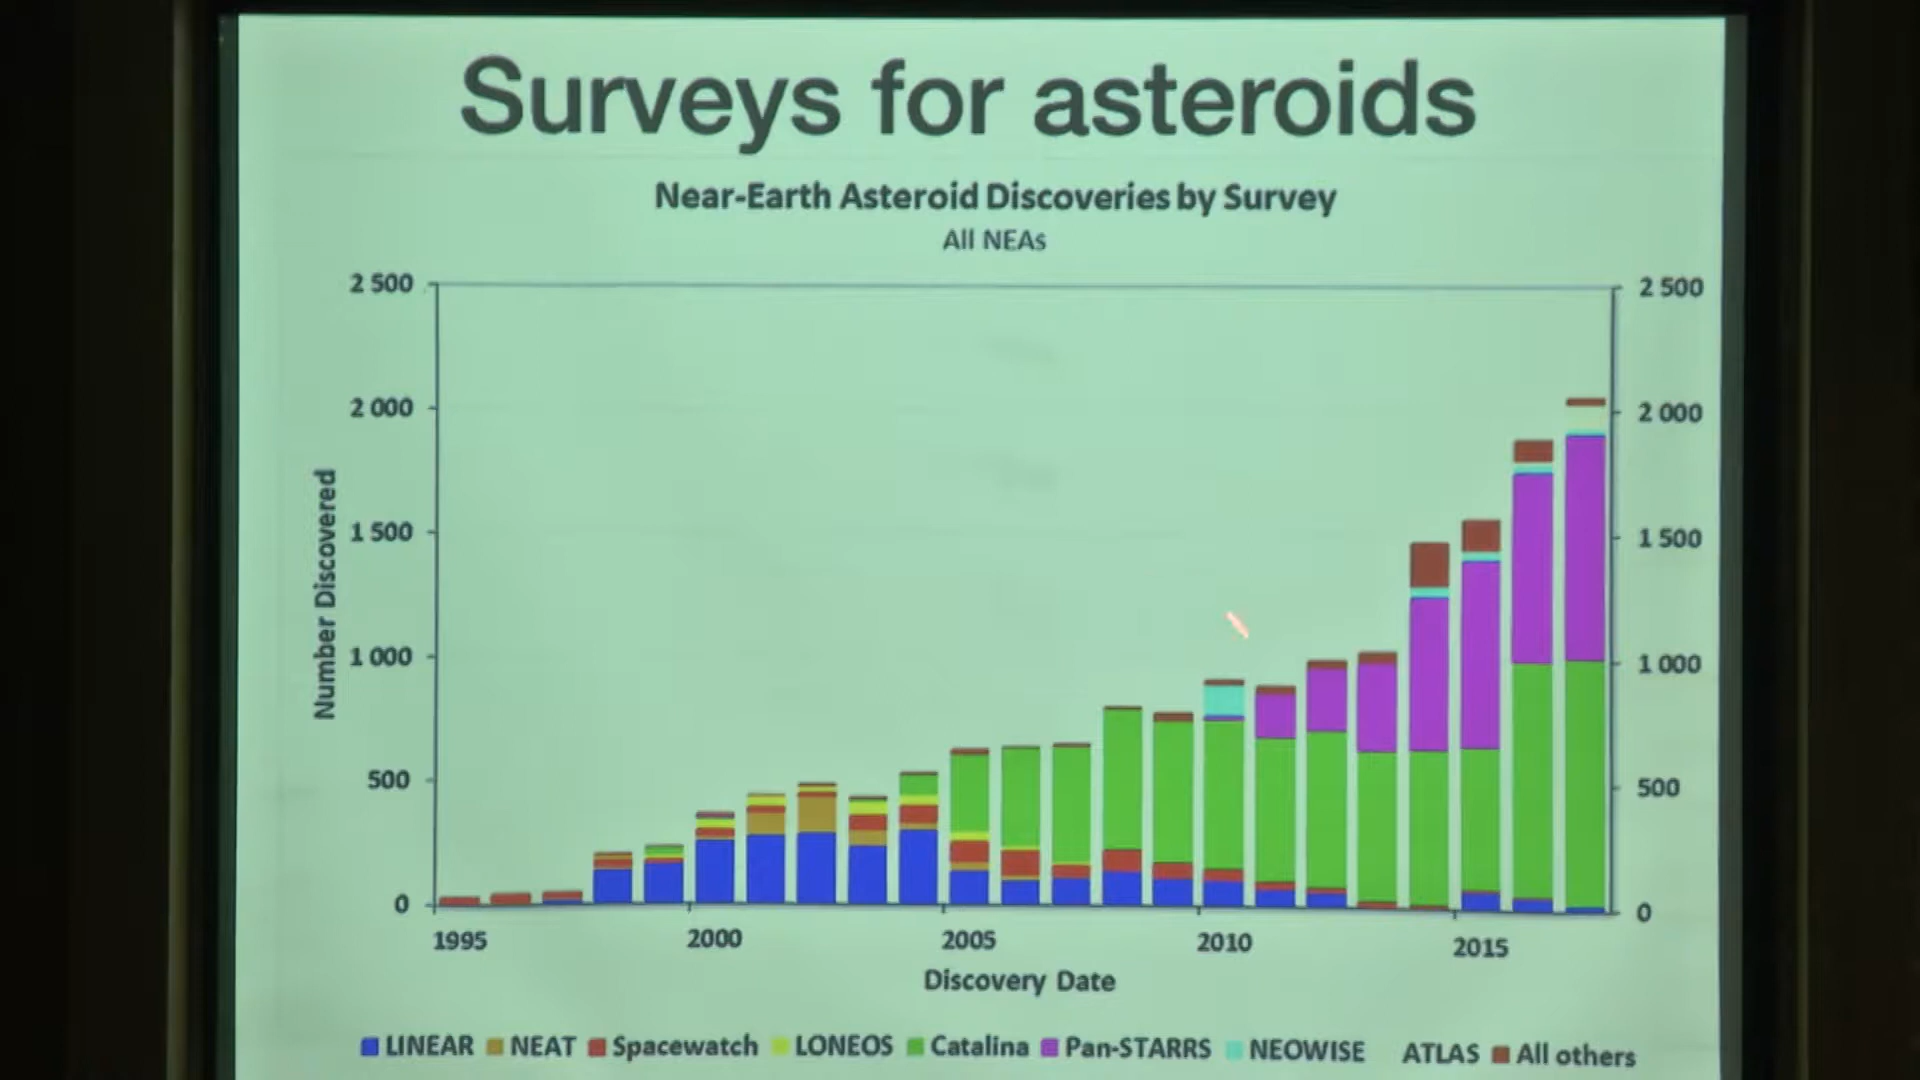 Surveys for asteroids
Near-Earth Asteroid Discoveries by Survey
All NEAs
2 500
2 000
1 500
1 000
500
0
Number Discovered
2 500
2 000
1 500
1 000
500
0
1995 2000 2005 2010 2015
Discovery Date
LINEAR NEAT Spacewatch LONEOS Catalina Pan-STARRS NEOWISE ATLAS All others